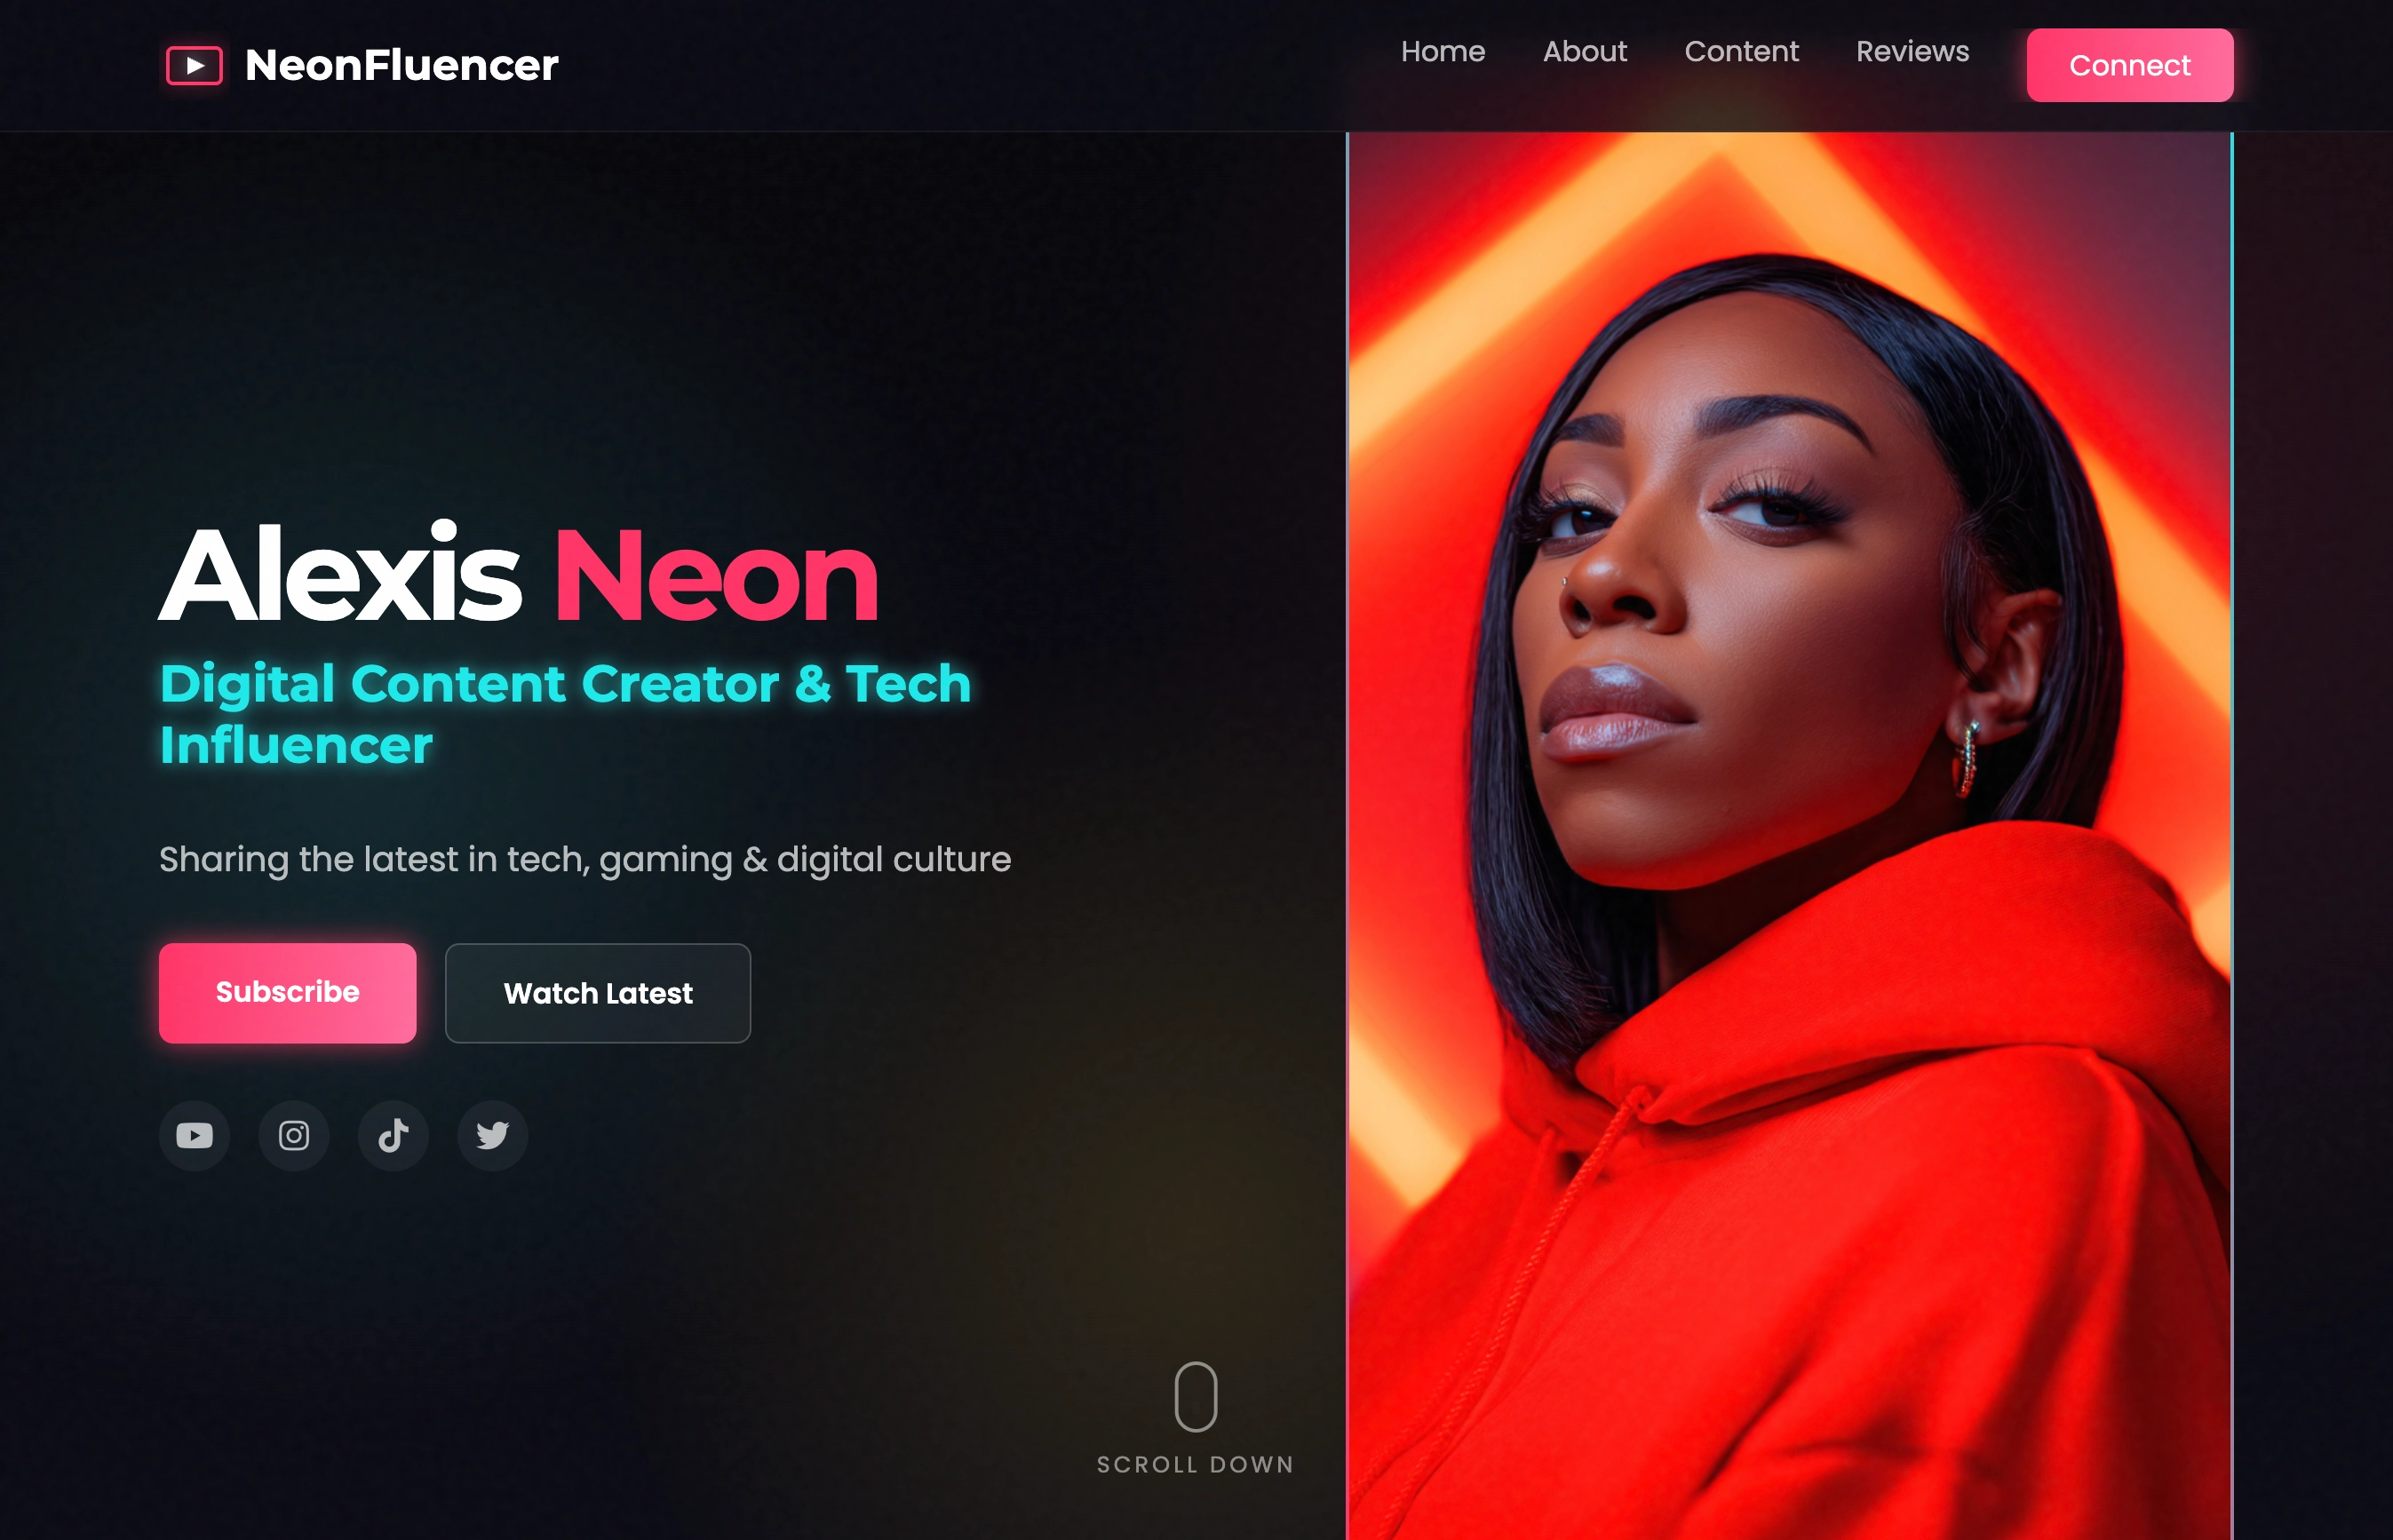 NeonFluencer
Home About Content Reviews Connect
Alexis Neon
Digital Content Creator & Tech
Influencer
Sharing the latest in tech, gaming & digital culture
Subscribe Watch Latest
SCROLL DOWN